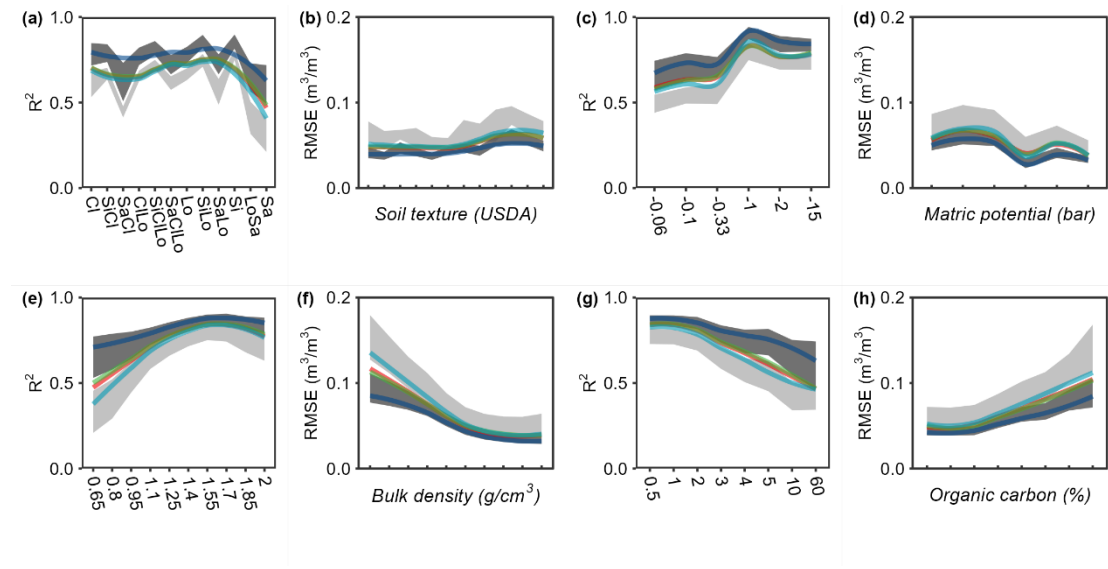 (a)
R²
1.0
0.5
0.0
Cl
SiCl
SaCl
ClLo
SiClLo
SaClLo
Lo
SiLo
SaLo
Si
LoSa
Sa
(b)
RMSE (m³/m³)
0.2
0.1
0.0
Soil texture (USDA)
(c)
R²
1.0
0.5
0.0
-0.06
-0.1
-0.33
-1
-2
-15
(d)
RMSE (m³/m³)
0.2
0.1
0.0
Matric potential (bar)
(e)
R²
1.0
0.5
0.0
0.65
0.8
0.95
1.1
1.25
1.4
1.55
1.7
1.85
2
(f)
RMSE (m³/m³)
0.2
0.1
0.0
Bulk density (g/cm³)
(g)
R²
1.0
0.5
0.0
0.5
1
2
3
4
5
10
60
(h)
RMSE (m³/m³)
0.2
0.1
0.0
Organic carbon (%)